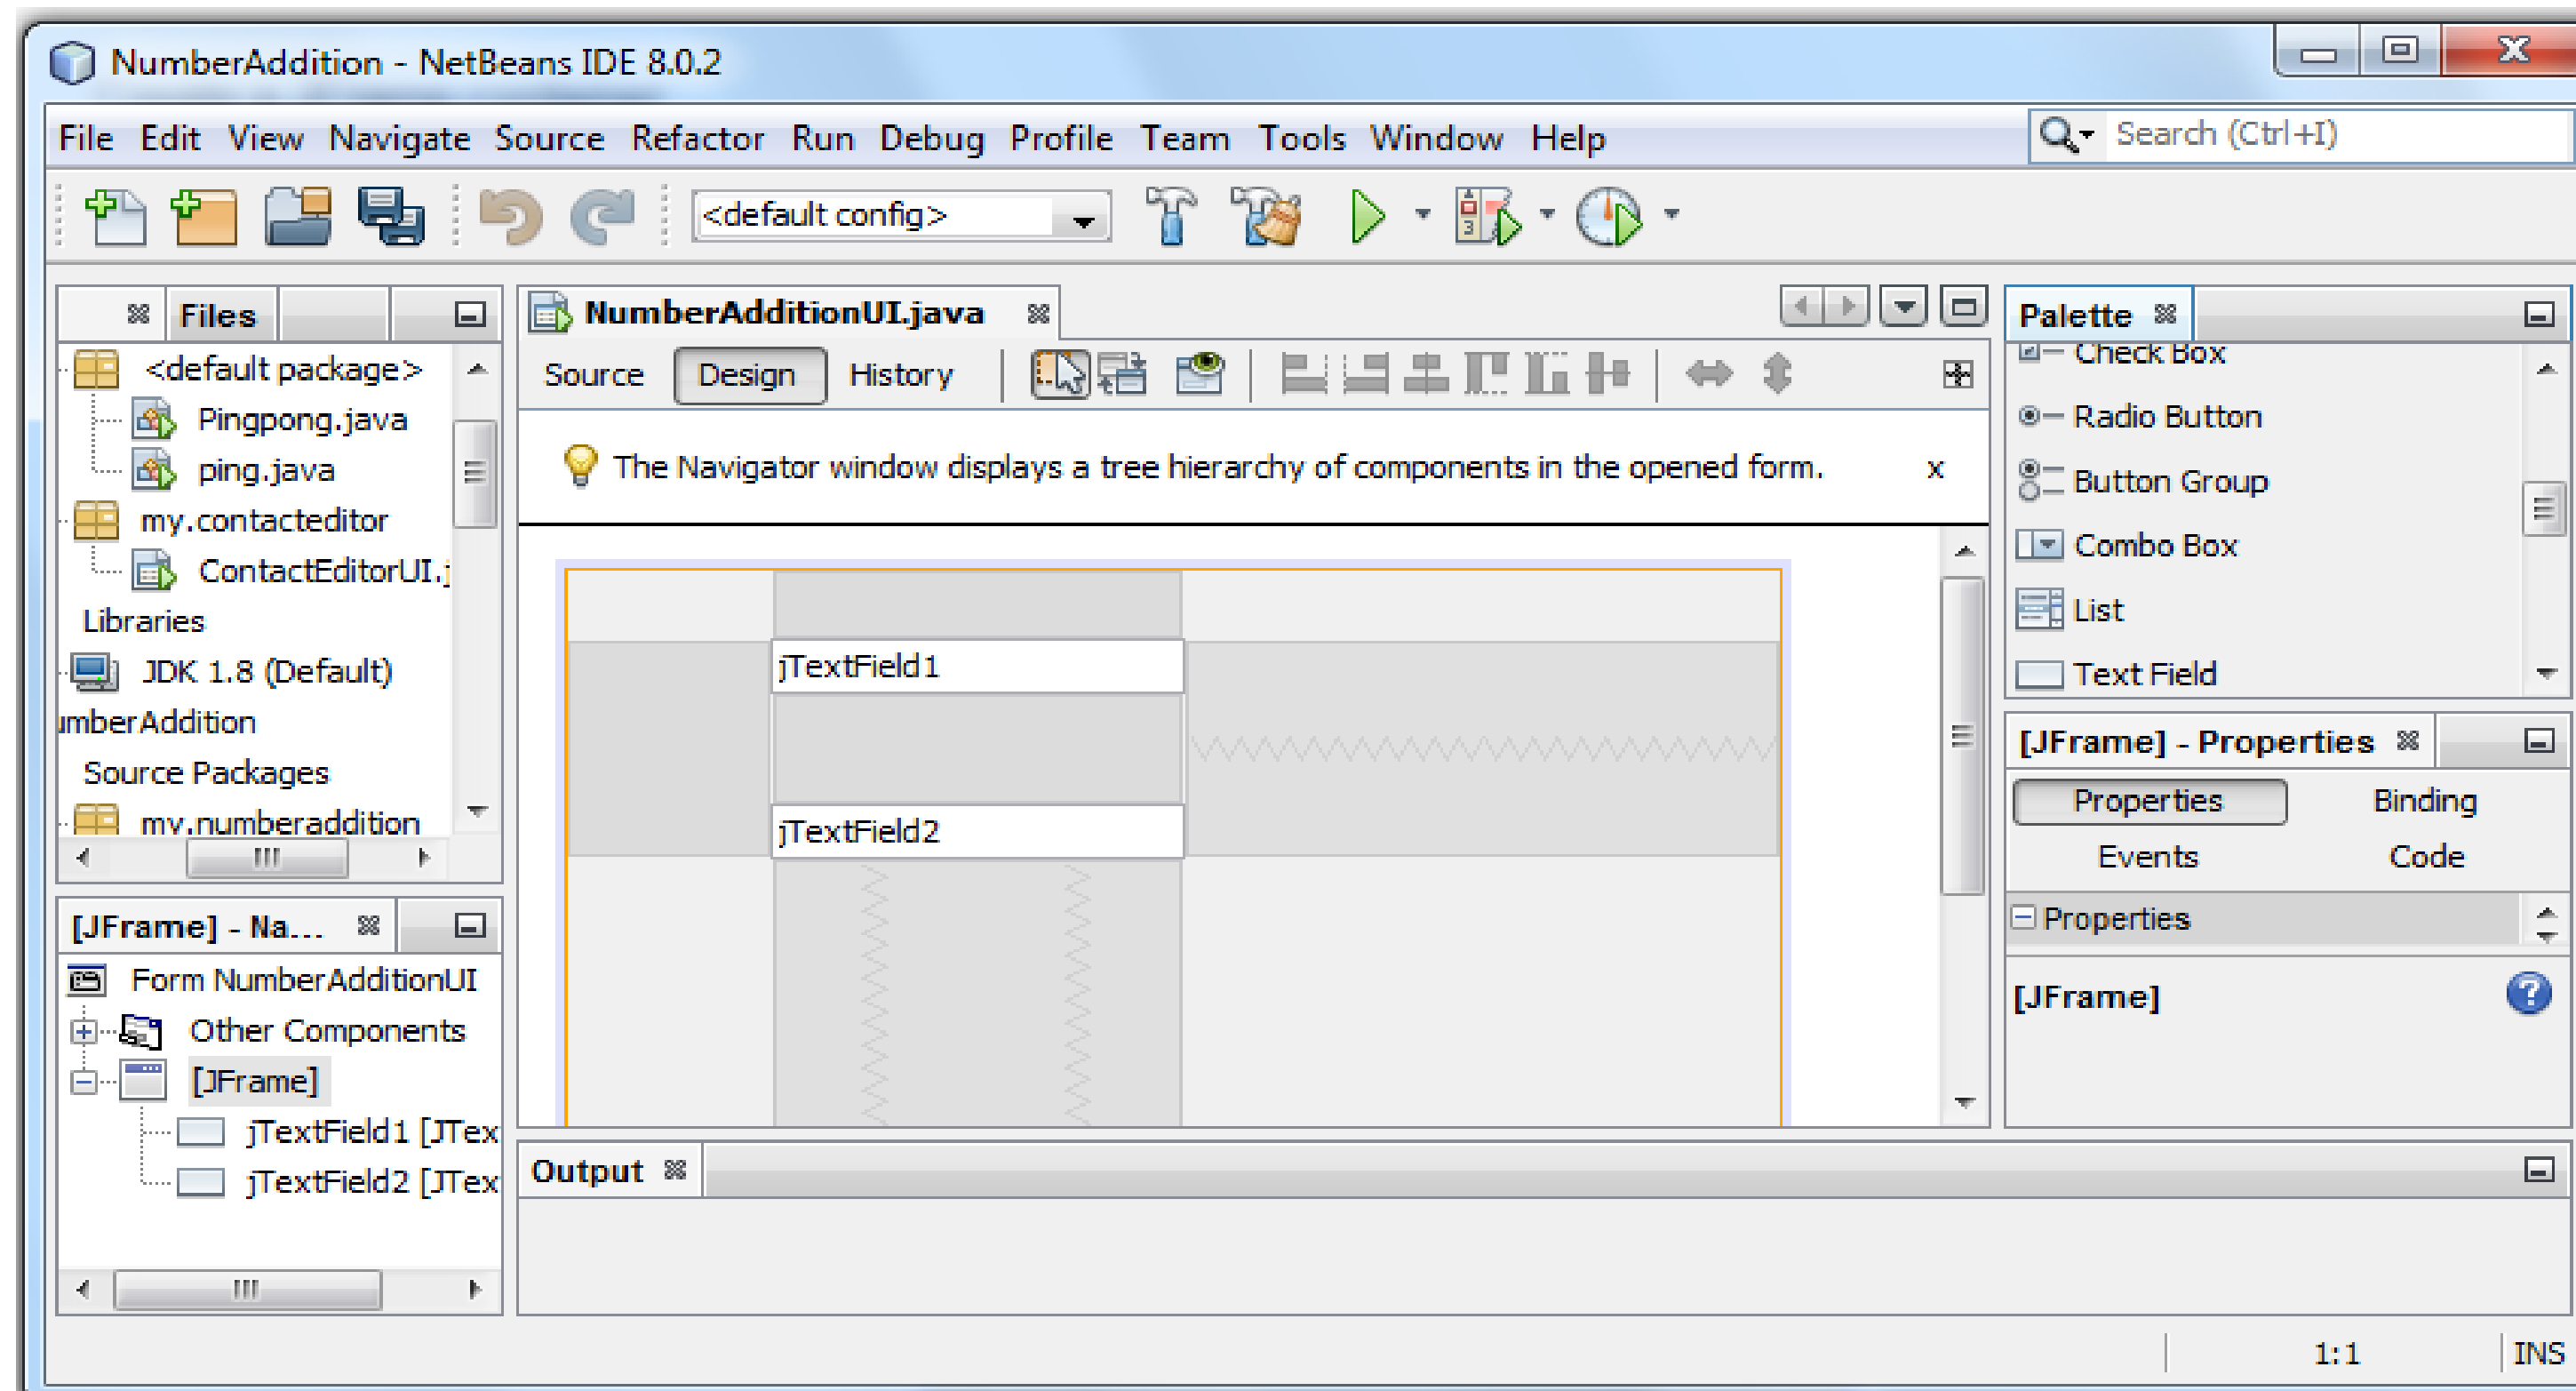 NumberAddition - NetBeans IDE 8.0.2
File Edit View Navigate Source Refactor Run Debug Profile Team Tools Window Help
Search (Ctrl+I)
<default config>
Files
<default package>
Pingpong.java
ping.java
my.contacteditor
ContactEditorUI.j
Libraries
JDK 1.8 (Default)
umberAddition
Source Packages
my.numberaddition
[JFrame] - Na...
Form NumberAdditionUI
Other Components
[JFrame]
jTextField1 [JTex
jTextField2 [JTex
NumberAdditionUI.java
Source Design History
The Navigator window displays a tree hierarchy of components in the opened form. x
jTextField1
jTextField2
Output
Palette
Check Box
Radio Button
Button Group
Combo Box
List
Text Field
[JFrame] - Properties
Properties Binding
Events Code
Properties
[JFrame]
1:1 INS